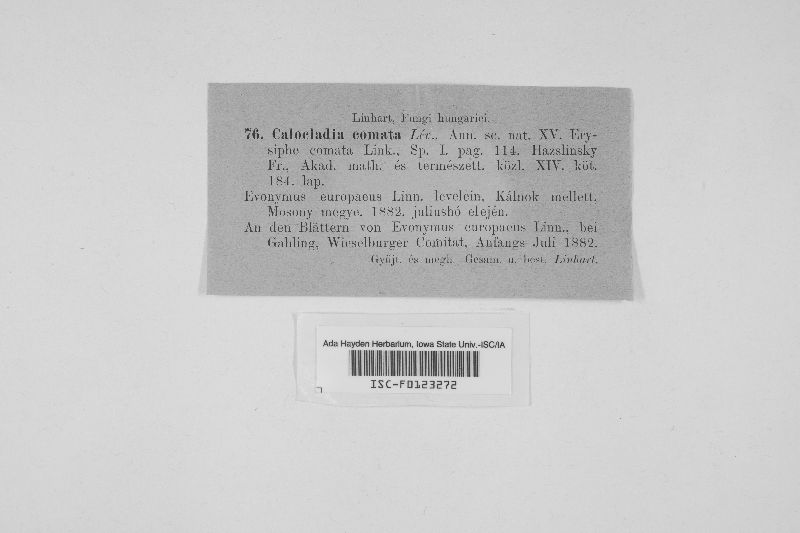 Linhart, Fungi hungarici.
76. Calocladia comata Lév., Ann. sc. nat. XV. Ery-
siphe comata Link., Sp. I. pag. 114. Hazslinsky
Fr., Akad. math. és természett. közl. XIV. köt.
184. lap.
Evonymus europaeus Linn. levelein, Kálnok mellett,
Mosony megye. 1882. juliushó elején.
An den Blättern von Evonymus europaeus Linn., bei
Gahling, Wieselburger Comitat, Anfangs Juli 1882.
Gyüjt. és megh. Gesam. u. best. Linhart.
Ada Hayden Herbarium, Iowa State Univ.-ISC/IA
ISC-F0123272